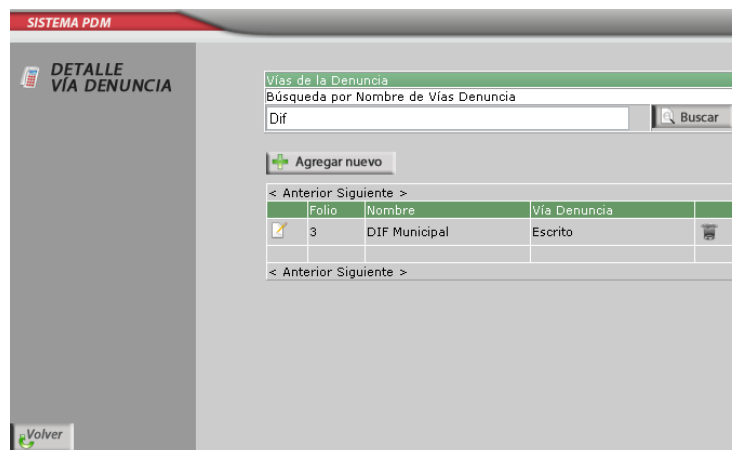 SISTEMA PDM
DETALLE
VÍA DENUNCIA
Vías de la Denuncia
Búsqueda por Nombre de Vías Denuncia
Dif
Buscar
Agregar nuevo
< Anterior Siguiente >
Folio Nombre Vía Denuncia
3 DIF Municipal Escrito
< Anterior Siguiente >
Volver